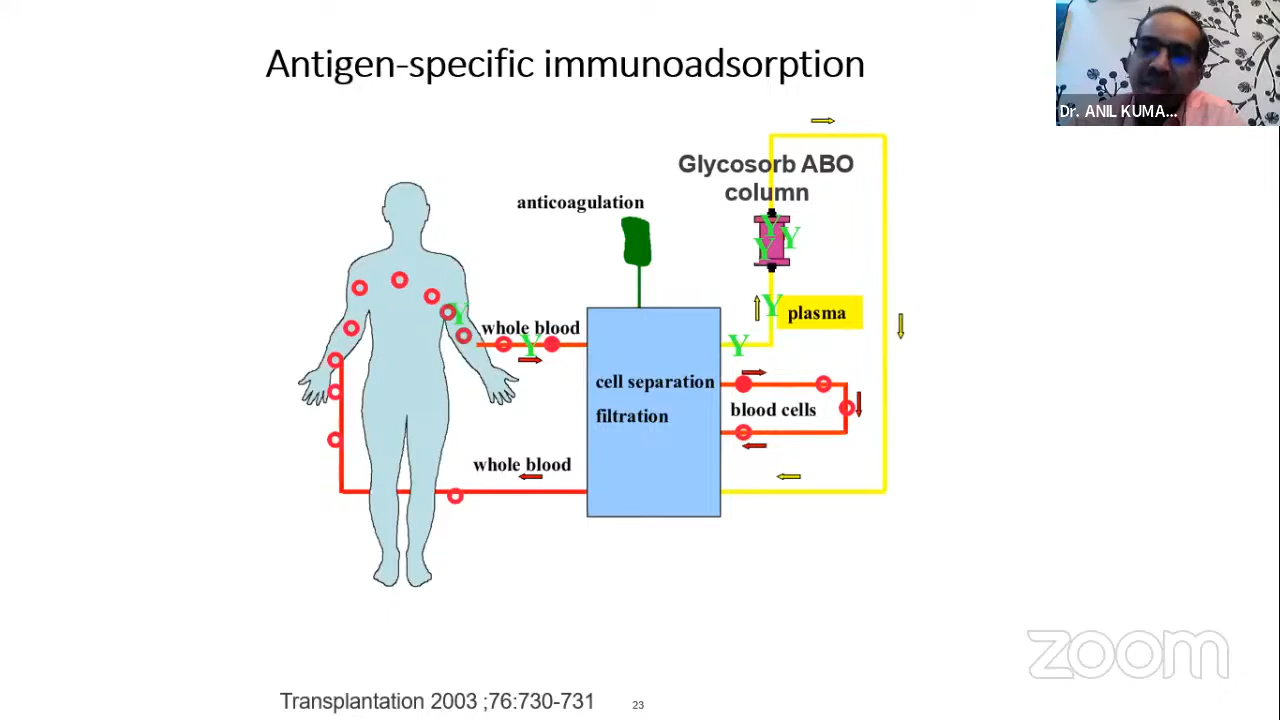 Antigen-specific immunoadsorption
Dr. ANIL KUMA...
Glycosorb ABO
column
anticoagulation
Y
Y
Y
Y
plasma
Y
whole blood
Y
Y
cell separation
filtration
blood cells
whole blood
zoom
Transplantation 2003 ;76:730-731
23